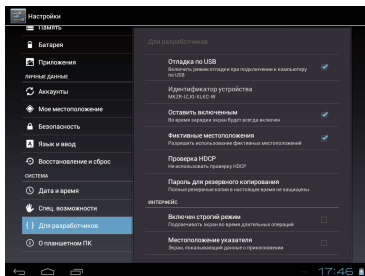 Настройки
Память
Батарея
Приложения
ЛИЧНЫЕ ДАННЫЕ
Аккаунты
Мое местоположение
Безопасность
Язык и ввод
Восстановление и сброс
СИСТЕМА
Дата и время
Спец. возможности
{ } Для разработчиков
О планшетном ПК
Для разработчиков
Отладка по USB
Включить режим отладки при подключении к компьютеру
по USB
Идентификатор устройства
MKZR-IZJG-XLKC-W
Оставить включенным
Во время зарядки экран будет всегда включен
Фиктивные местоположения
Разрешить использование фиктивных местоположений
Проверка HDCP
Не использовать проверку HDCP
Пароль для резервного копирования
Полные резервные копии в настоящее время не защищены.
ИНТЕРФЕЙС
Включен строгий режим
Подсвечивать экран во время длительных операций
Местоположение указателя
Экран, показывающий данные о прикосновении
17:46